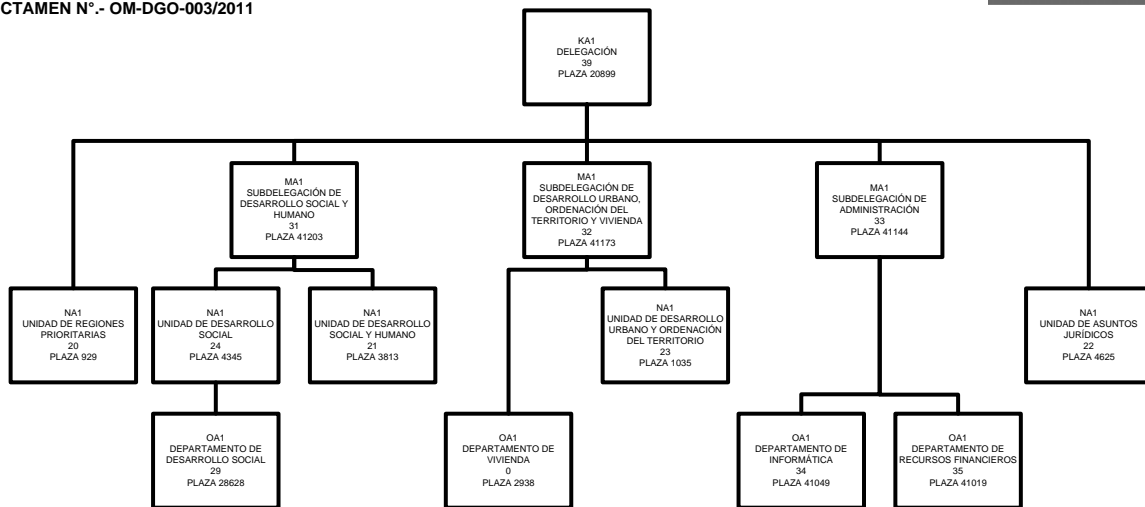 CTAMEN N°.- OM-DGO-003/2011
KA1
DELEGACIÓN
39
PLAZA 20899
MA1
SUBDELEGACIÓN DE
DESARROLLO SOCIAL Y
HUMANO
31
PLAZA 41203
MA1
SUBDELEGACIÓN DE
DESARROLLO URBANO,
ORDENACIÓN DEL
TERRITORIO Y VIVIENDA
32
PLAZA 41173
MA1
SUBDELEGACIÓN DE
ADMINISTRACIÓN
33
PLAZA 41144
NA1
UNIDAD DE REGIONES
PRIORITARIAS
20
PLAZA 929
NA1
UNIDAD DE DESARROLLO
SOCIAL
24
PLAZA 4345
NA1
UNIDAD DE DESARROLLO
SOCIAL Y HUMANO
21
PLAZA 3813
NA1
UNIDAD DE DESARROLLO
URBANO Y ORDENACIÓN
DEL TERRITORIO
23
PLAZA 1035
NA1
UNIDAD DE ASUNTOS
JURÍDICOS
22
PLAZA 4625
OA1
DEPARTAMENTO DE
DESARROLLO SOCIAL
29
PLAZA 28628
OA1
DEPARTAMENTO DE
VIVIENDA
0
PLAZA 2938
OA1
DEPARTAMENTO DE
INFORMÁTICA
34
PLAZA 41049
OA1
DEPARTAMENTO DE
RECURSOS FINANCIEROS
35
PLAZA 41019